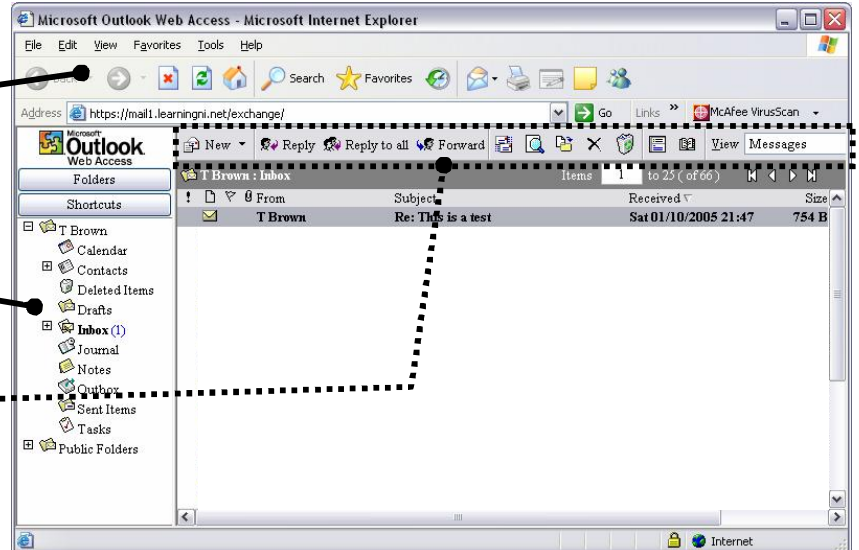 Microsoft Outlook Web Access - Microsoft Internet Explorer
File Edit View Favorites Tools Help
Search Favorites
Address https://mail1.learningni.net/exchange/ Go Links » McAfee VirusScan
Microsoft
Outlook
Web Access
New Reply Reply to all Forward View Messages
Folders
T Brown : Inbox Items 1 to 25 ( of 66 )
Shortcuts
! From Subject Received Size
T Brown Re: This is a test Sat 01/10/2005 21:47 754 B
T Brown
Calendar
Contacts
Deleted Items
Drafts
Inbox (1)
Journal
Notes
Outbox
Sent Items
Tasks
Public Folders
Internet